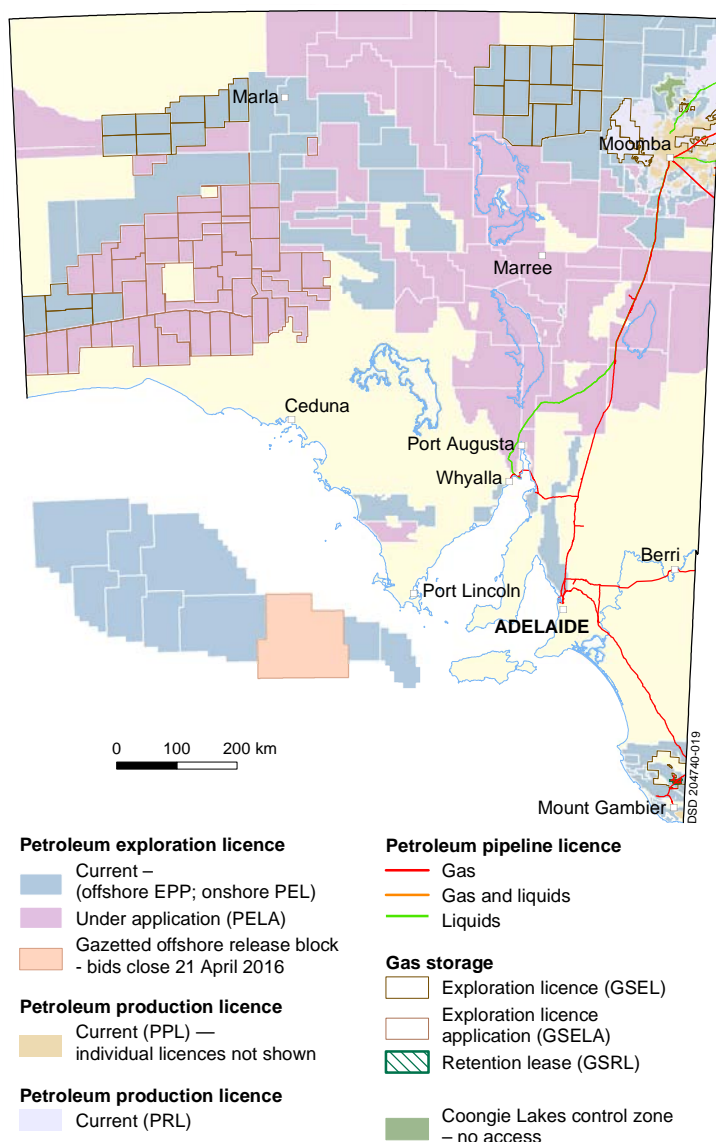 Marla
Moomba
Marree
Ceduna
Port Augusta
Whyalla
Berri
Port Lincoln
ADELAIDE
0 100 200 km
DSD 204740-019
Mount Gambier
Petroleum exploration licence
Current –
(offshore EPP; onshore PEL)
Under application (PELA)
Gazetted offshore release block
- bids close 21 April 2016
Petroleum production licence
Current (PPL) —
individual licences not shown
Petroleum production licence
Current (PRL)
Petroleum pipeline licence
Gas
Gas and liquids
Liquids
Gas storage
Exploration licence (GSEL)
Exploration licence
application (GSELA)
Retention lease (GSRL)
Coongie Lakes control zone
– no access